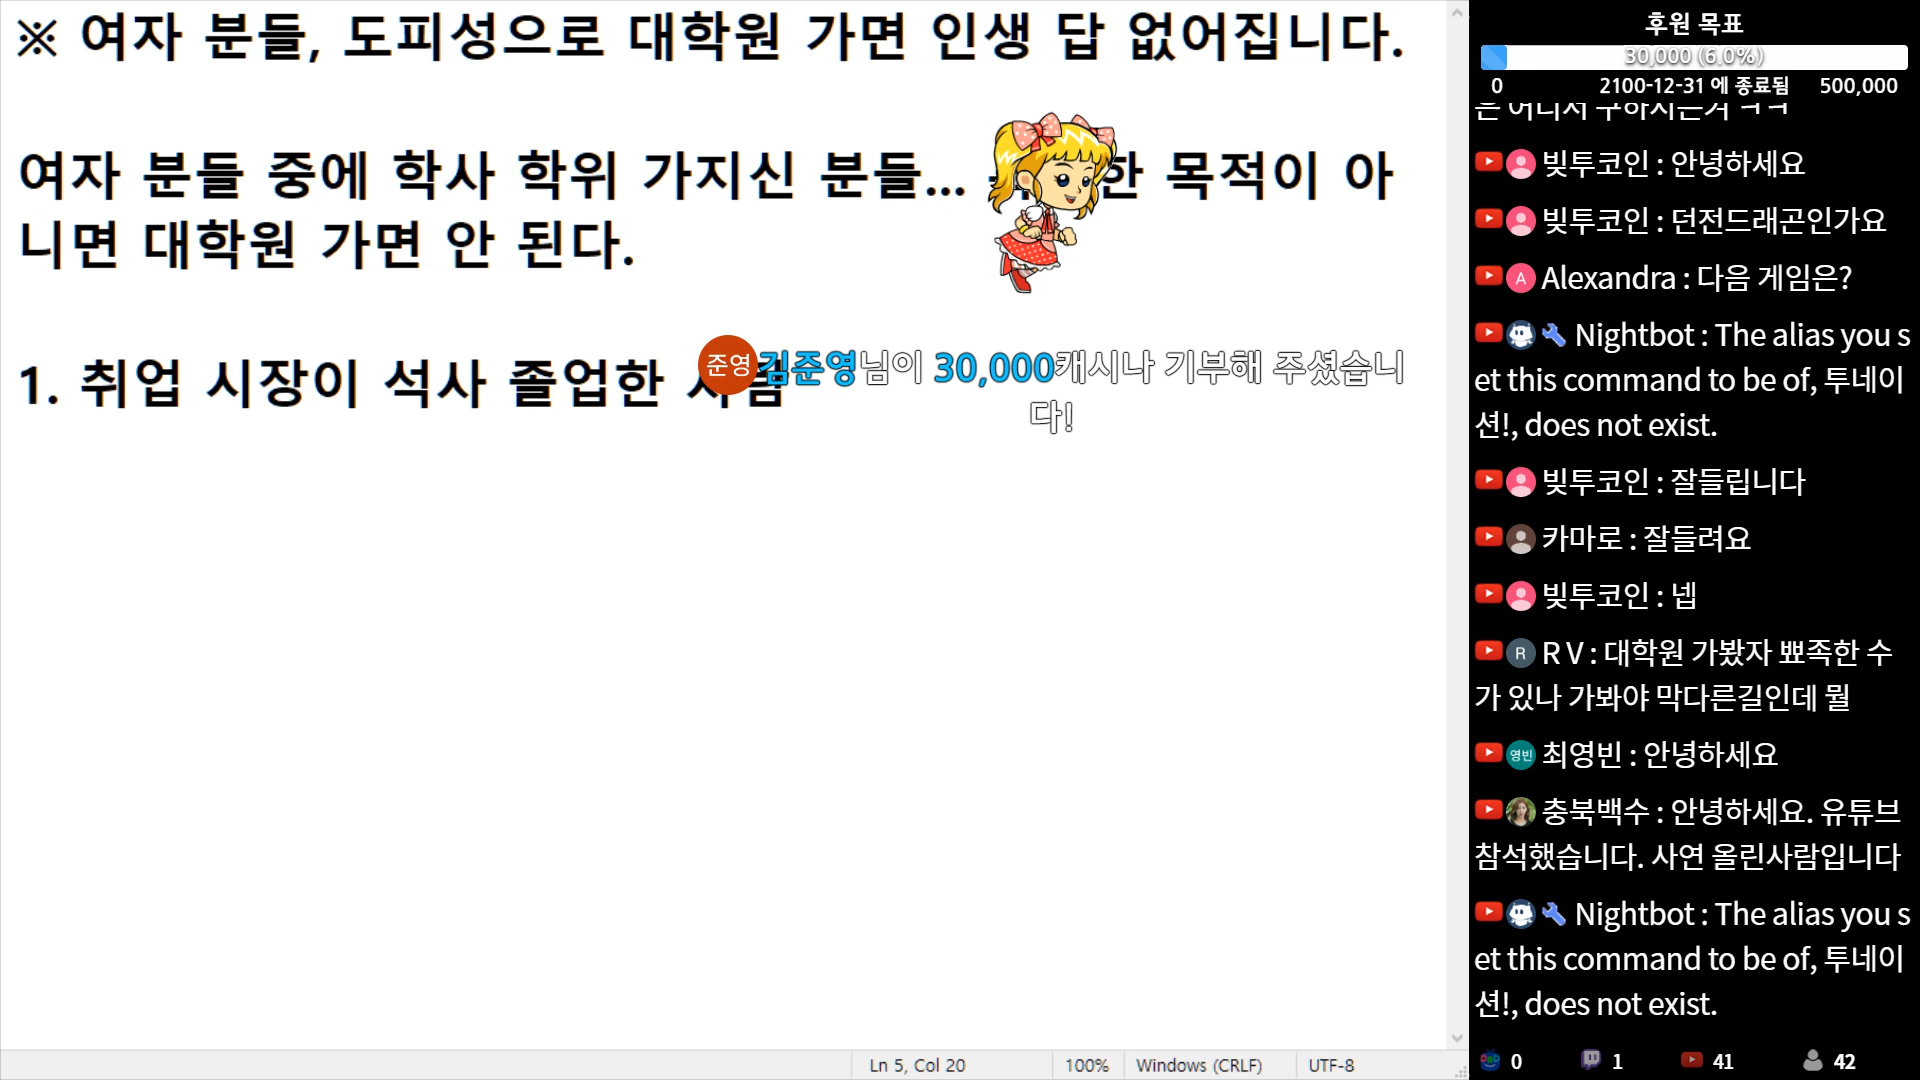 ※ 여자 분들, 도피성으로 대학원 가면 인생 답 없어집니다.
여자 분들 중에 학사 학위 가지신 분들... 한 목적이 아
니면 대학원 가면 안 된다.
1. 취업 시장이 석사 졸업한 사람
준영 김준영님이 30,000캐시나 기부해 주셨습니
다!
Ln 5, Col 20 100% Windows (CRLF) UTF-8
후원 목표
30,000 (6.0%)
0 2100-12-31 에 종료됨 500,000
빚투코인 : 안녕하세요
빚투코인 : 던전드래곤인가요
A Alexandra : 다음 게임은?
Nightbot : The alias you s
et this command to be of, 투네이
션!, does not exist.
빚투코인 : 잘들립니다
카마로 : 잘들려요
빚투코인 : 넵
R R V : 대학원 가봤자 뾰족한 수
가 있나 가봐야 막다른길인데 뭘
영빈 최영빈 : 안녕하세요
충북백수 : 안녕하세요. 유튜브
참석했습니다. 사연 올린사람입니다
Nightbot : The alias you s
et this command to be of, 투네이
션!, does not exist.
0 1 41 42